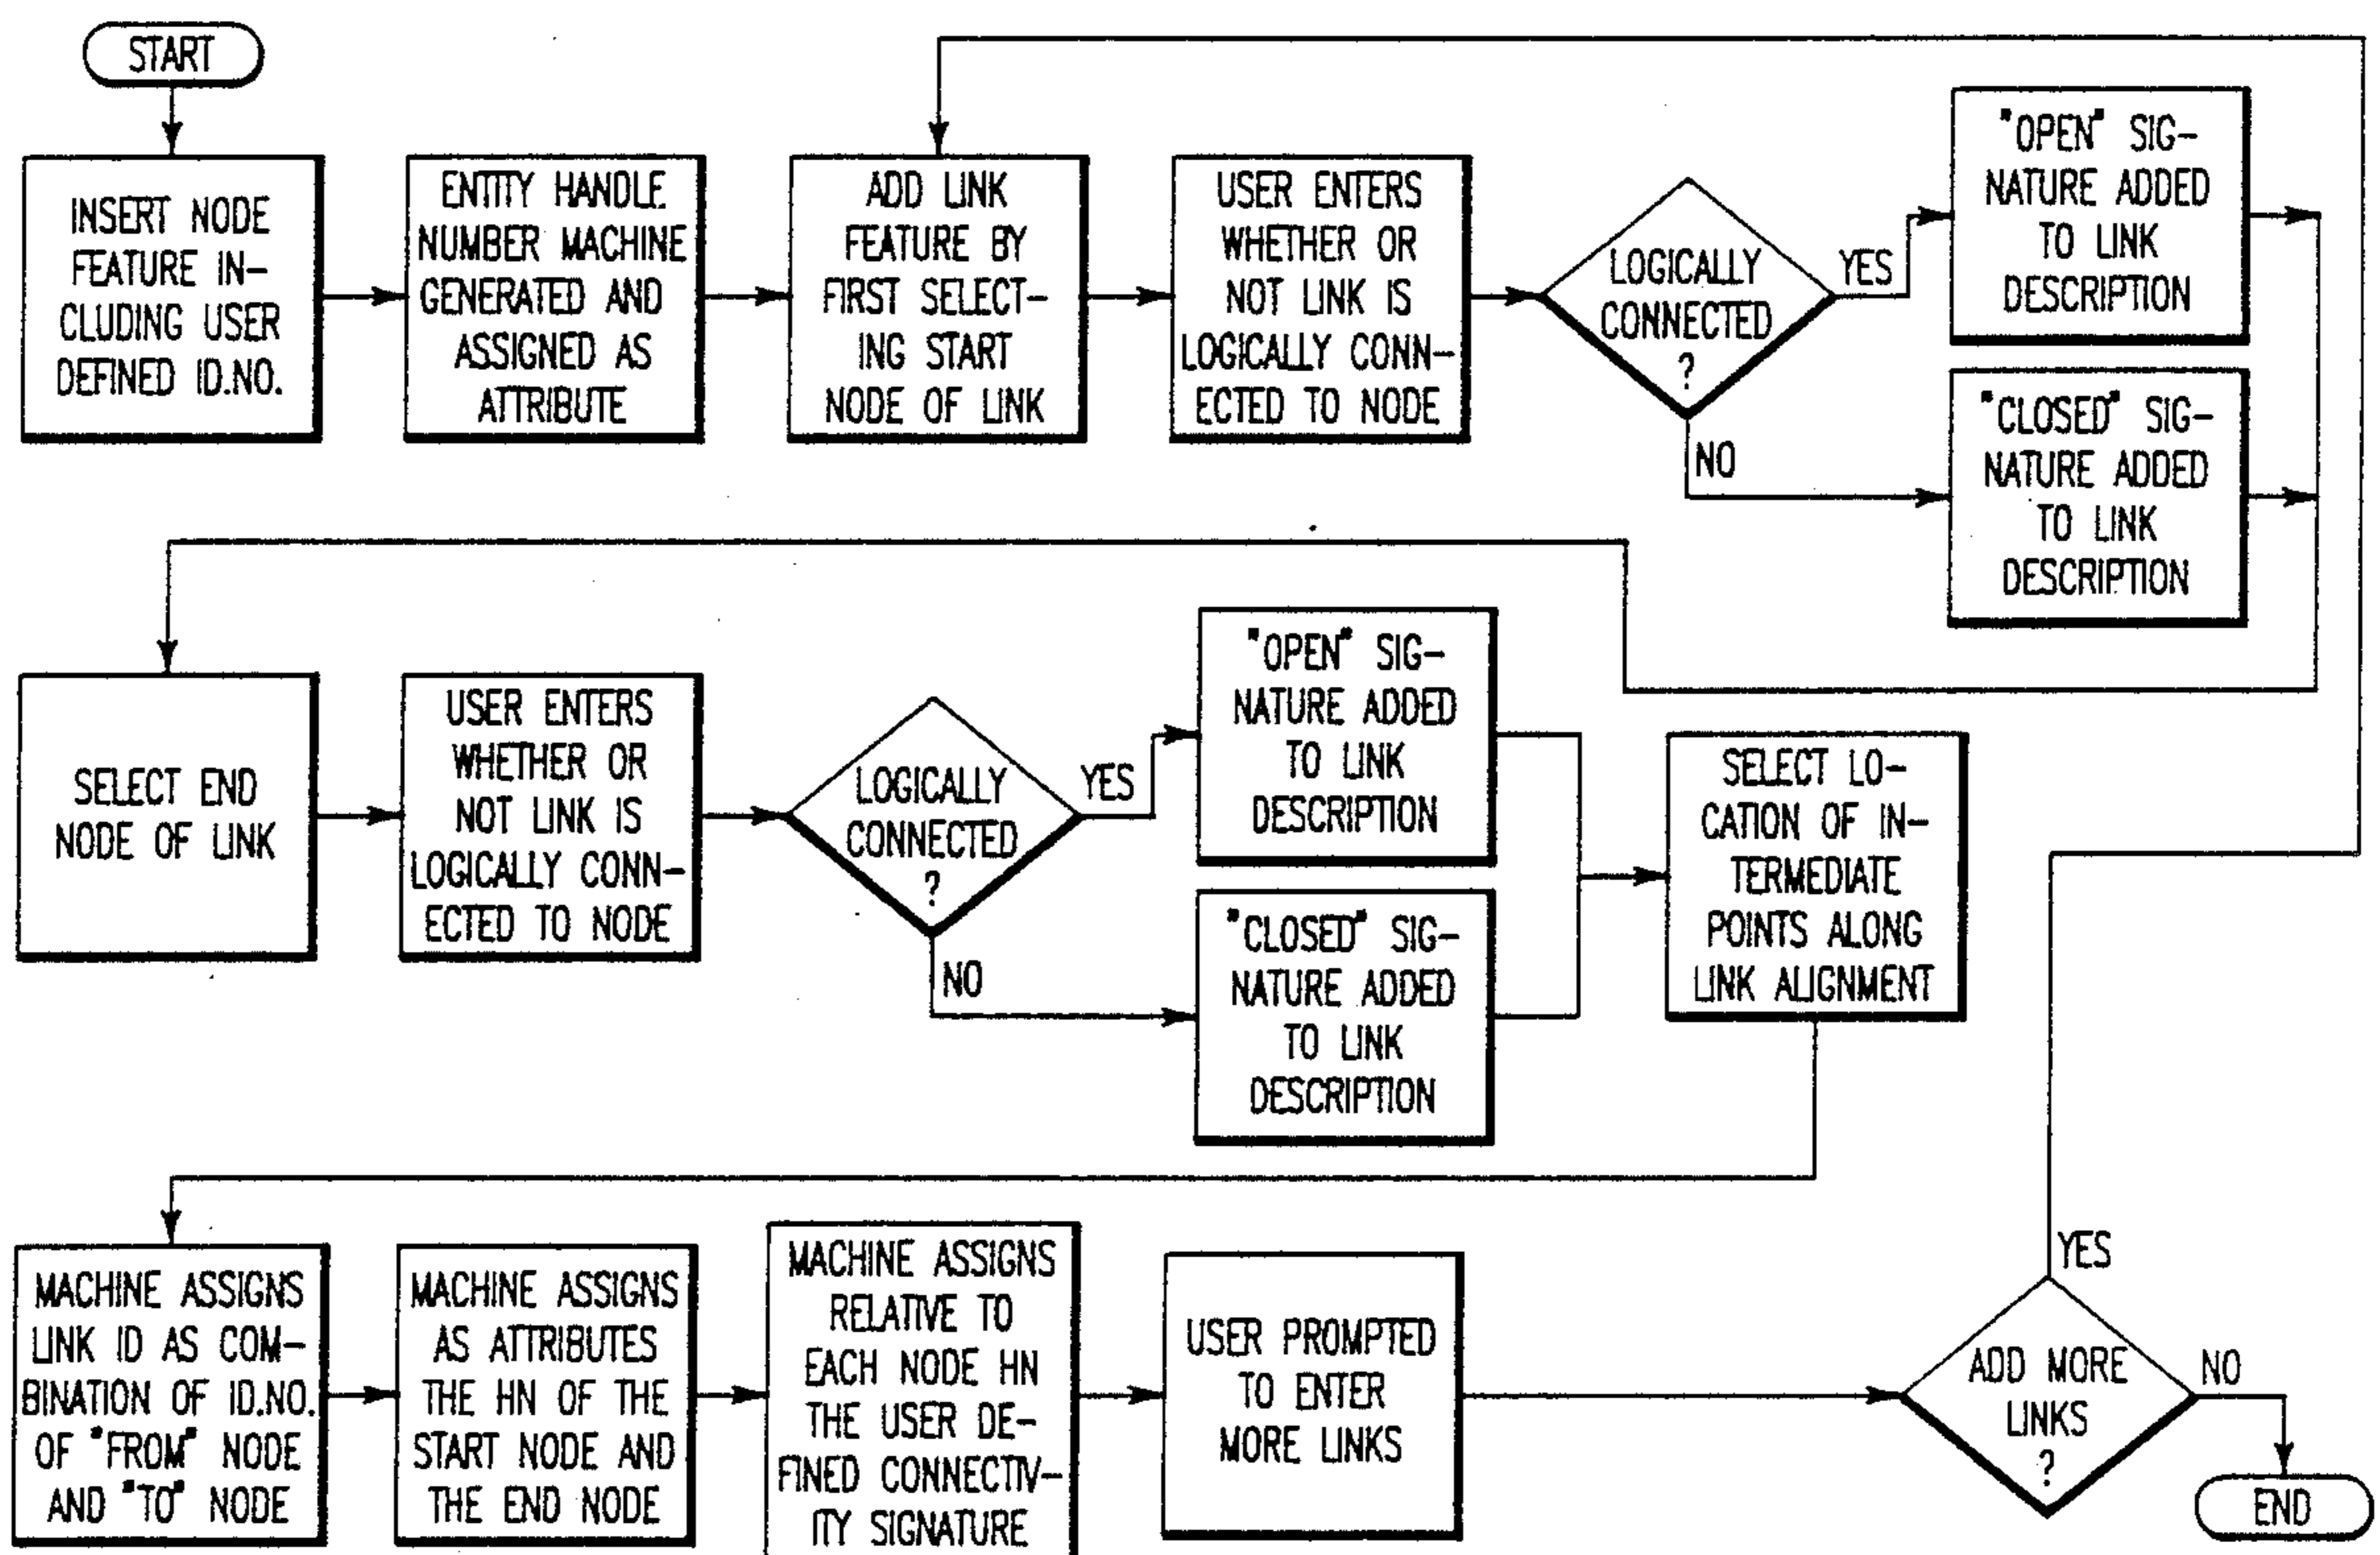 START
INSERT NODE
FEATURE IN-
CLUDING USER
DEFINED ID.NO.
ENTITY HANDLE
NUMBER MACHINE
GENERATED AND
ASSIGNED AS
ATTRIBUTE
ADD LINK
FEATURE BY
FIRST SELECT-
ING START
NODE OF LINK
USER ENTERS
WHETHER OR
NOT LINK IS
LOGICALLY CONN-
ECTED TO NODE
LOGICALLY
CONNECTED
?
YES
NO
"OPEN" SIG-
NATURE ADDED
TO LINK
DESCRIPTION
"CLOSED" SIG-
NATURE ADDED
TO LINK
DESCRIPTION
SELECT END
NODE OF LINK
USER ENTERS
WHETHER OR
NOT LINK IS
LOGICALLY CONN-
ECTED TO NODE
LOGICALLY
CONNECTED
?
YES
NO
"OPEN" SIG-
NATURE ADDED
TO LINK
DESCRIPTION
"CLOSED" SIG-
NATURE ADDED
TO LINK
DESCRIPTION
SELECT LO-
CATION OF IN-
TERMEDIATE
POINTS ALONG
LINK ALIGNMENT
MACHINE ASSIGNS
LINK ID AS COM-
BINATION OF ID.NO.
OF "FROM" NODE
AND "TO" NODE
MACHINE ASSIGNS
AS ATTRIBUTES
THE HN OF THE
START NODE AND
THE END NODE
MACHINE ASSIGNS
RELATIVE TO
EACH NODE HN
THE USER DE-
FINED CONNECTIV-
ITY SIGNATURE
USER PROMPTED
TO ENTER
MORE LINKS
ADD MORE
LINKS
?
YES
NO
END